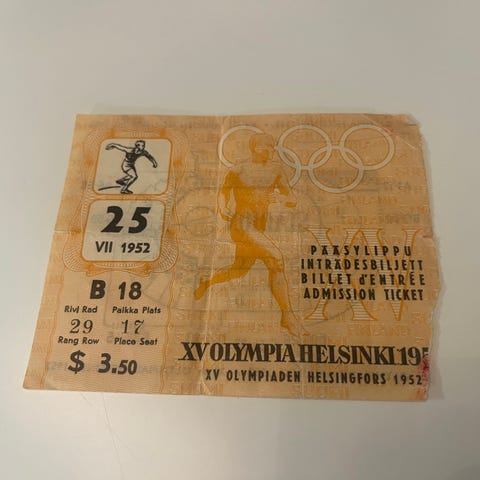 25
VII 1952
B 18
Rivi Rad Paikka Plats
29 17
Rang Row Place Seat
$ 3.50
XV
PÄÄSYLIPPU
INTRÄDESBILJETT
BILLET d'ENTRÉE
ADMISSION TICKET
XV OLYMPIA HELSINKI 195
XV OLYMPIADEN HELSINGFORS 1952